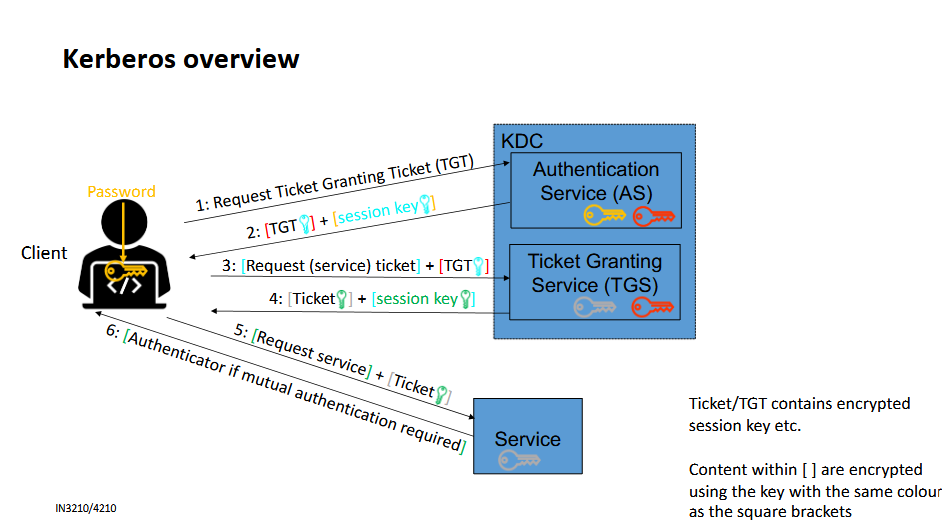 Kerberos overview
KDC
Authentication
Service (AS)
1: Request Ticket Granting Ticket (TGT)
Password
2: [TGT] + [session key]
Client
3: [Request (service) ticket] + [TGT]
Ticket Granting
Service (TGS)
4: [Ticket] + [session key]
</>
5: [Request service] + [Ticket]
6: [Authenticator if mutual authentication required]
Service
Ticket/TGT contains encrypted
session key etc.
Content within [ ] are encrypted
using the key with the same colour
as the square brackets
IN3210/4210